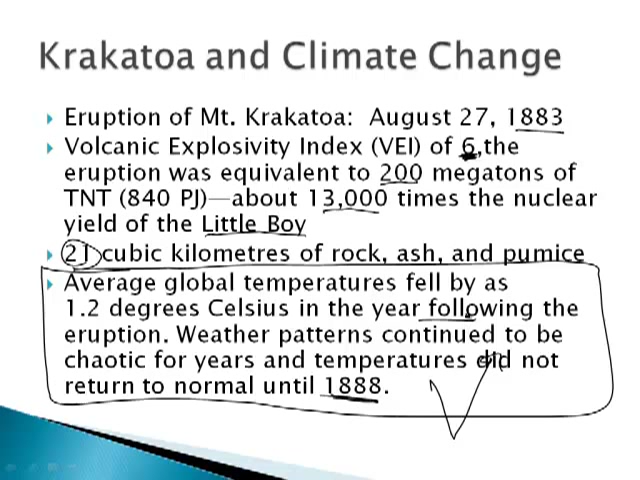 Krakatoa and Climate Change
Eruption of Mt. Krakatoa: August 27, 1883
Volcanic Explosivity Index (VEI) of 6,the
eruption was equivalent to 200 megatons of
TNT (840 PJ)—about 13,000 times the nuclear
yield of the Little Boy
21 cubic kilometres of rock, ash, and pumice
Average global temperatures fell by as
1.2 degrees Celsius in the year following the
eruption. Weather patterns continued to be
chaotic for years and temperatures did not
return to normal until 1888.